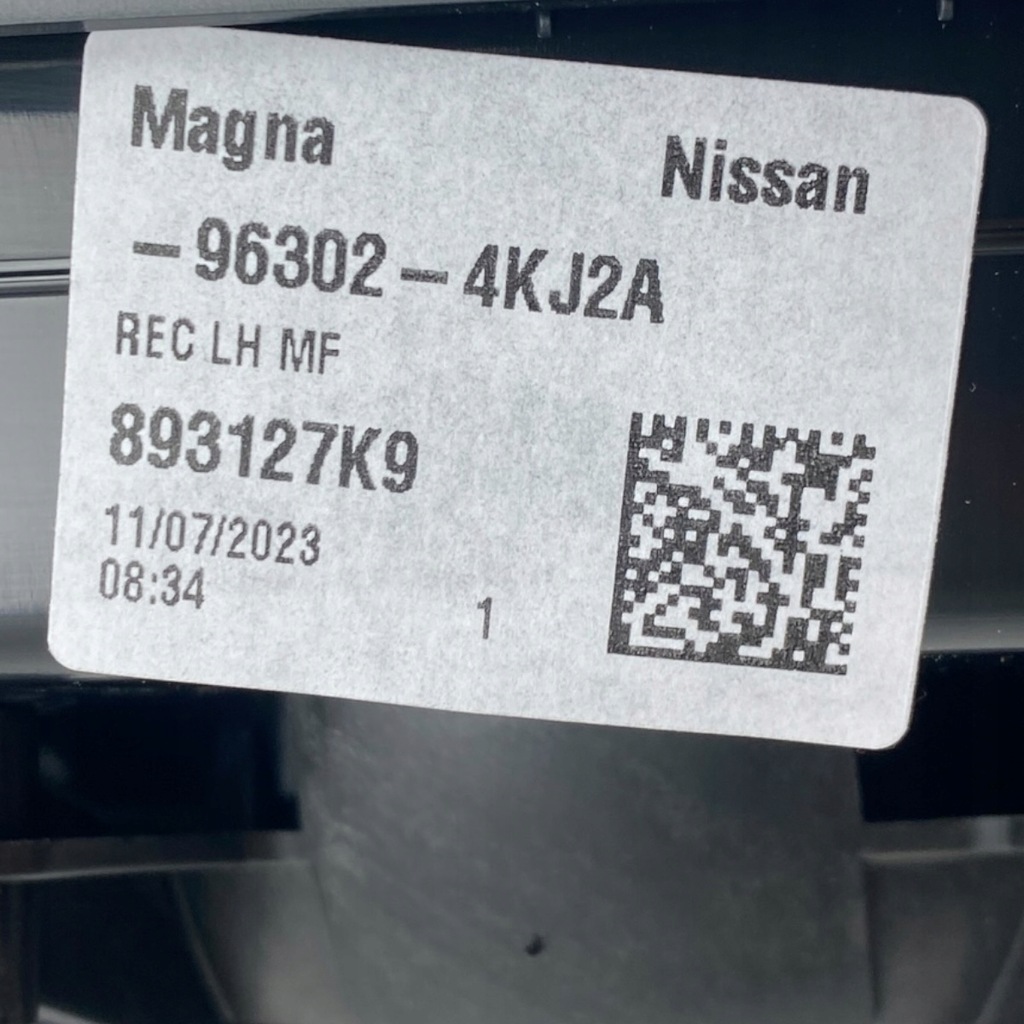 Magna Nissan
-96302-4KJ2A
REC LH MF
893127K9
11/07/2023
08:34
1